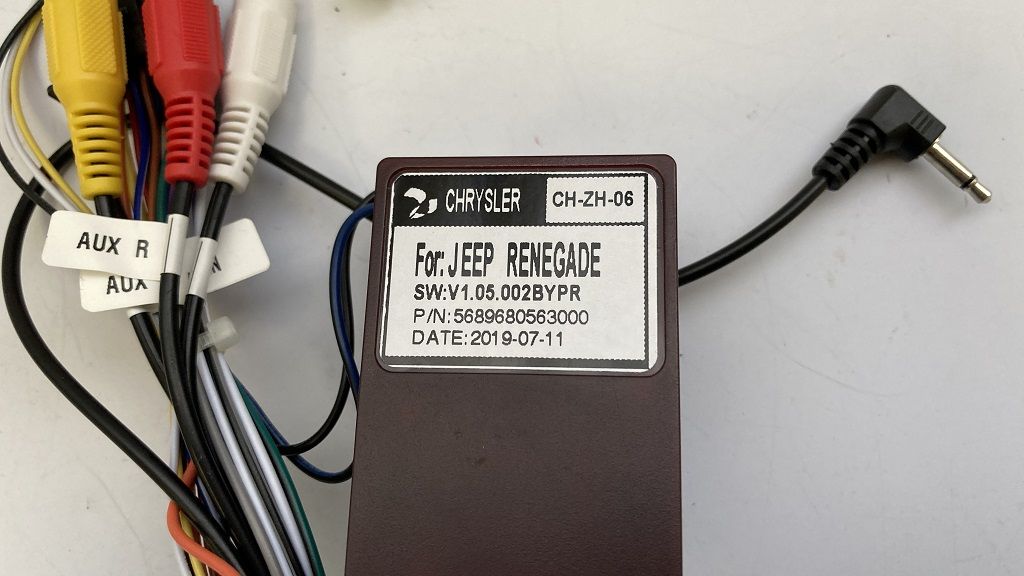 CHRYSLER CH-ZH-06
For: JEEP RENEGADE
SW:V1.05.002BYPR
P/N:5689680563000
DATE:2019-07-11
AUX R
AUX